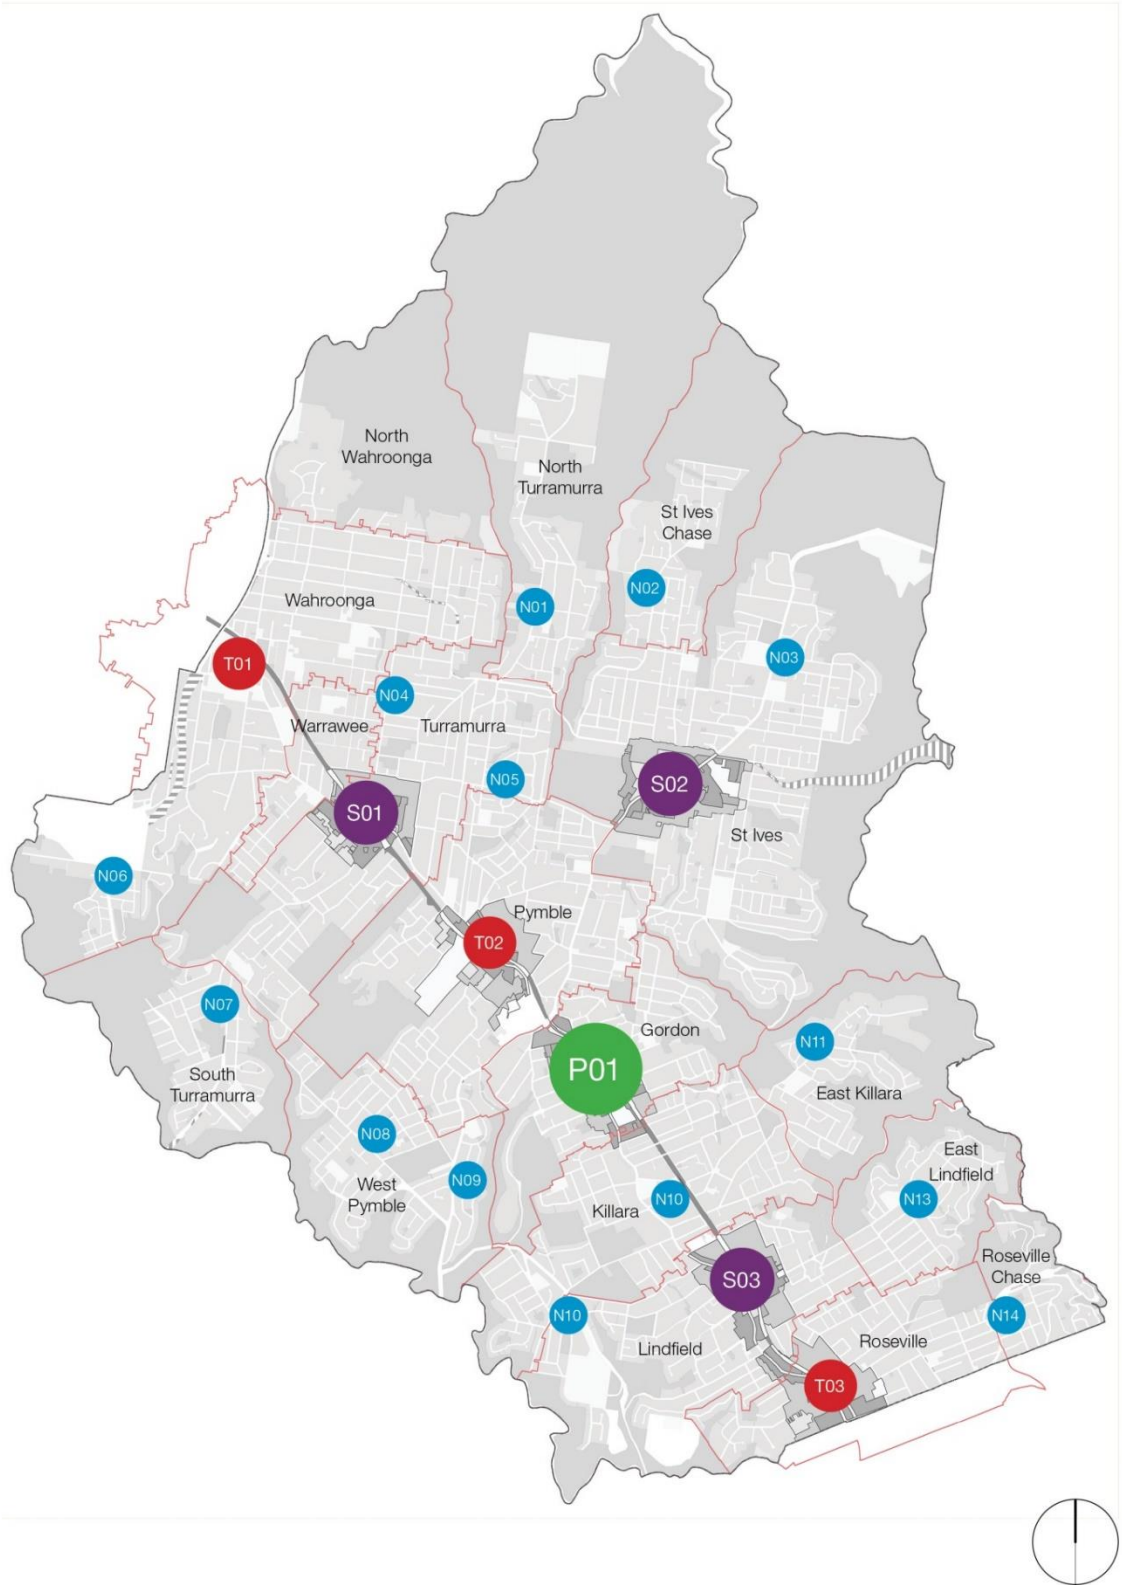 North
Wahroonga
North
Turramurra
St Ives
Chase
N02
Wahroonga
N01
N03
T01
N04
Warrawee
Turramurra
N05
S02
S01
St Ives
N06
Pymble
T02
N07
Gordon
N11
P01
South
Turramurra
East Killara
N08
East
Lindfield
N09
West
Pymble
N10
N13
Killara
Roseville
Chase
S03
N10
N14
Roseville
Lindfield
T03